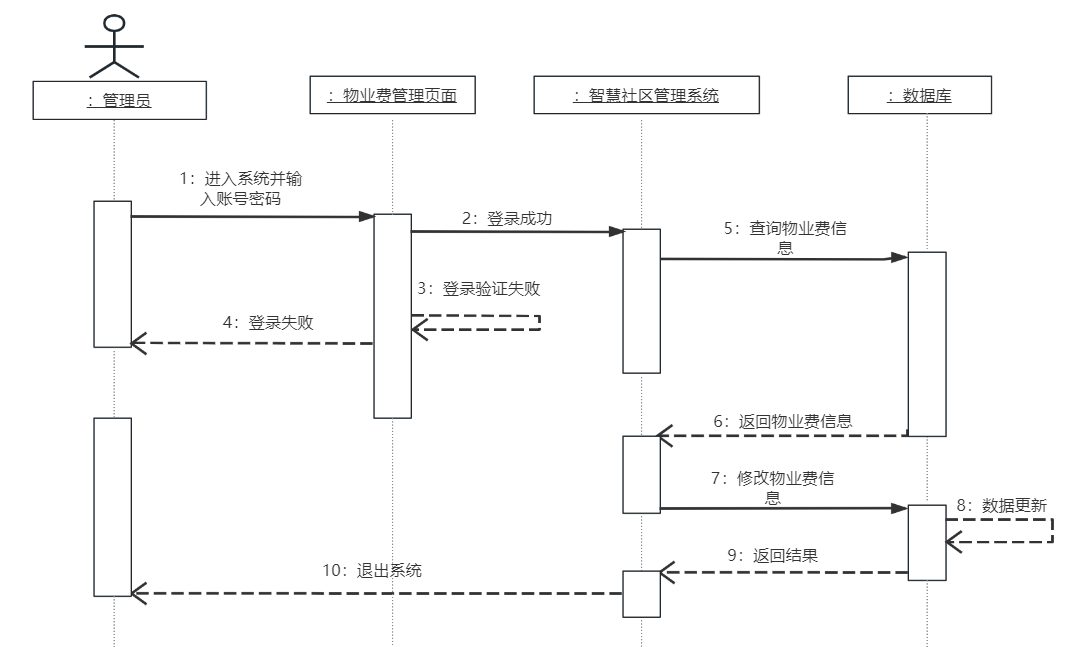 ：管理员
：物业费管理页面
：智慧社区管理系统
：数据库
1：进入系统并输
入账号密码
2：登录成功
5：查询物业费信
息
3：登录验证失败
4：登录失败
6：返回物业费信息
7：修改物业费信
息
8：数据更新
9：返回结果
10：退出系统